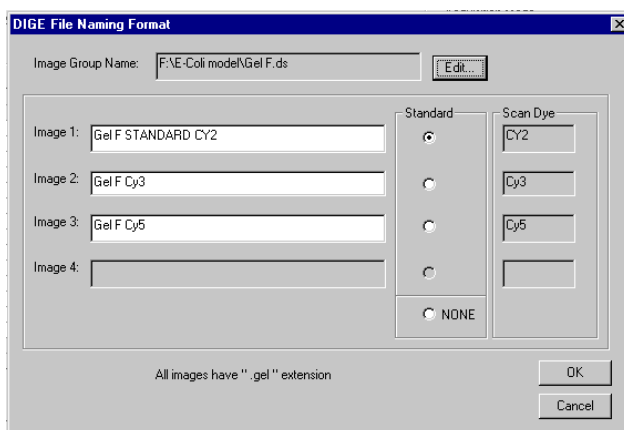 DIGE File Naming Format
Image Group Name: F:\E-Coli model\Gel F.ds Edit...
Standard Scan Dye
Image 1: Gel F STANDARD CY2 CY2
Image 2: Gel F Cy3 Cy3
Image 3: Gel F Cy5 Cy5
Image 4:
NONE
All images have " .gel " extension
OK
Cancel